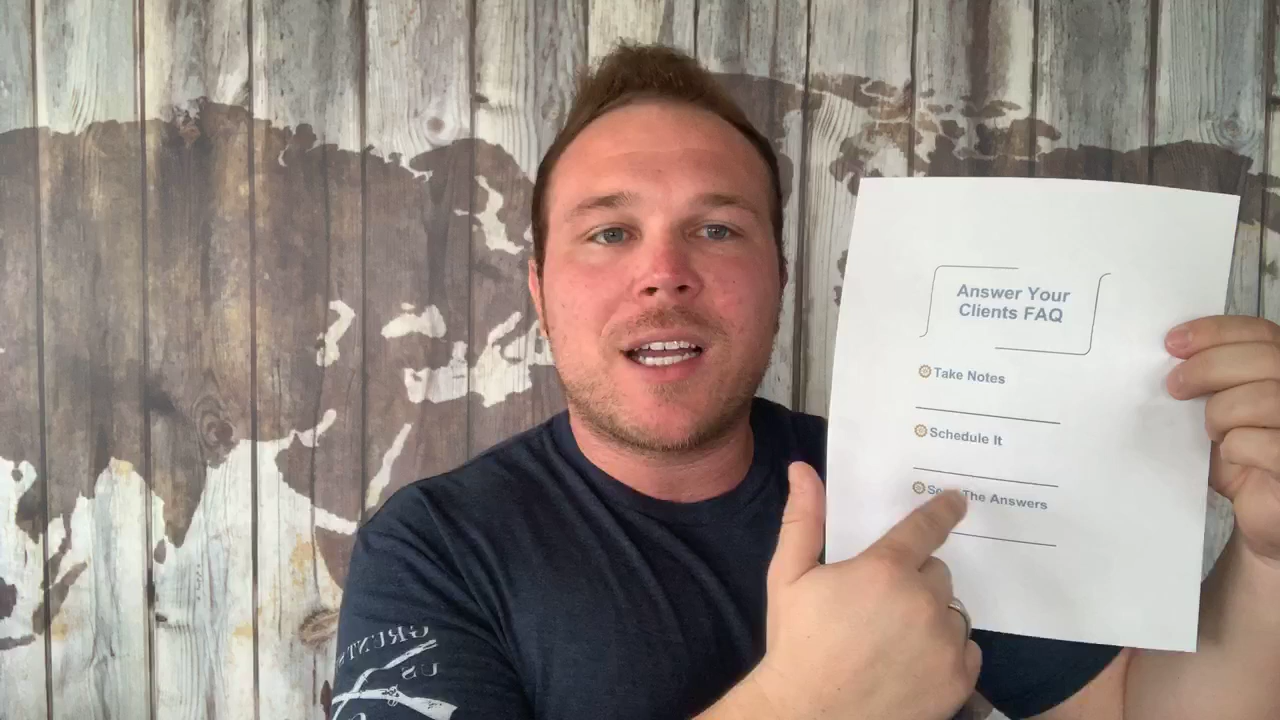 Answer Your
Clients FAQ
Take Notes
Schedule It
The Answers